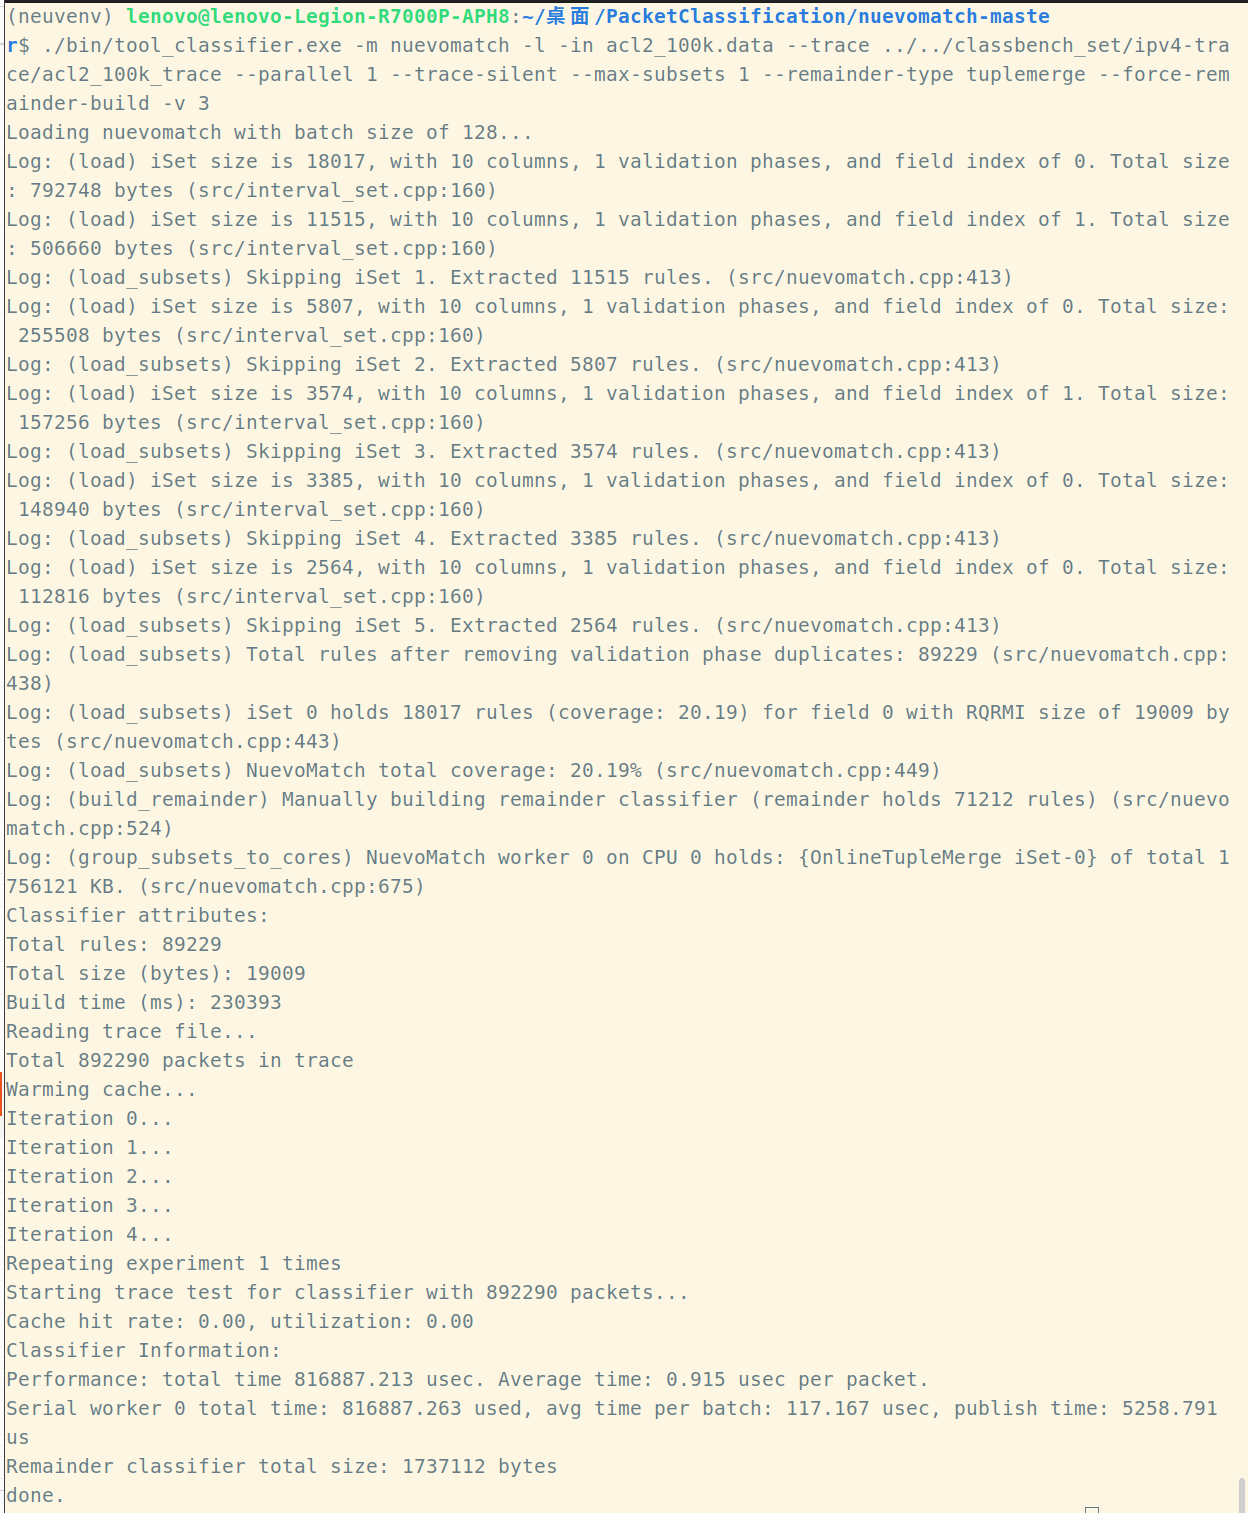 (neuvenv) lenovo@lenovo-Legion-R7000P-APH8:~/桌面/PacketClassification/nuevomatch-maste
r$ ./bin/tool_classifier.exe -m nuevomatch -l -in acl2_100k.data --trace ../../classbench_set/ipv4-tra
ce/acl2_100k_trace --parallel 1 --trace-silent --max-subsets 1 --remainder-type tuplemerge --force-rem
ainder-build -v 3
Loading nuevomatch with batch size of 128...
Log: (load) iSet size is 18017, with 10 columns, 1 validation phases, and field index of 0. Total size
: 792748 bytes (src/interval_set.cpp:160)
Log: (load) iSet size is 11515, with 10 columns, 1 validation phases, and field index of 1. Total size
: 506660 bytes (src/interval_set.cpp:160)
Log: (load_subsets) Skipping iSet 1. Extracted 11515 rules. (src/nuevomatch.cpp:413)
Log: (load) iSet size is 5807, with 10 columns, 1 validation phases, and field index of 0. Total size:
 255508 bytes (src/interval_set.cpp:160)
Log: (load_subsets) Skipping iSet 2. Extracted 5807 rules. (src/nuevomatch.cpp:413)
Log: (load) iSet size is 3574, with 10 columns, 1 validation phases, and field index of 1. Total size:
 157256 bytes (src/interval_set.cpp:160)
Log: (load_subsets) Skipping iSet 3. Extracted 3574 rules. (src/nuevomatch.cpp:413)
Log: (load) iSet size is 3385, with 10 columns, 1 validation phases, and field index of 0. Total size:
 148940 bytes (src/interval_set.cpp:160)
Log: (load_subsets) Skipping iSet 4. Extracted 3385 rules. (src/nuevomatch.cpp:413)
Log: (load) iSet size is 2564, with 10 columns, 1 validation phases, and field index of 0. Total size:
 112816 bytes (src/interval_set.cpp:160)
Log: (load_subsets) Skipping iSet 5. Extracted 2564 rules. (src/nuevomatch.cpp:413)
Log: (load_subsets) Total rules after removing validation phase duplicates: 89229 (src/nuevomatch.cpp:
438)
Log: (load_subsets) iSet 0 holds 18017 rules (coverage: 20.19) for field 0 with RQRMI size of 19009 by
tes (src/nuevomatch.cpp:443)
Log: (load_subsets) NuevoMatch total coverage: 20.19% (src/nuevomatch.cpp:449)
Log: (build_remainder) Manually building remainder classifier (remainder holds 71212 rules) (src/nuevo
match.cpp:524)
Log: (group_subsets_to_cores) NuevoMatch worker 0 on CPU 0 holds: {OnlineTupleMerge iSet-0} of total 1
756121 KB. (src/nuevomatch.cpp:675)
Classifier attributes:
Total rules: 89229
Total size (bytes): 19009
Build time (ms): 230393
Reading trace file...
Total 892290 packets in trace
Warming cache...
Iteration 0...
Iteration 1...
Iteration 2...
Iteration 3...
Iteration 4...
Repeating experiment 1 times
Starting trace test for classifier with 892290 packets...
Cache hit rate: 0.00, utilization: 0.00
Classifier Information:
Performance: total time 816887.213 usec. Average time: 0.915 usec per packet.
Serial worker 0 total time: 816887.263 used, avg time per batch: 117.167 usec, publish time: 5258.791
us
Remainder classifier total size: 1737112 bytes
done.